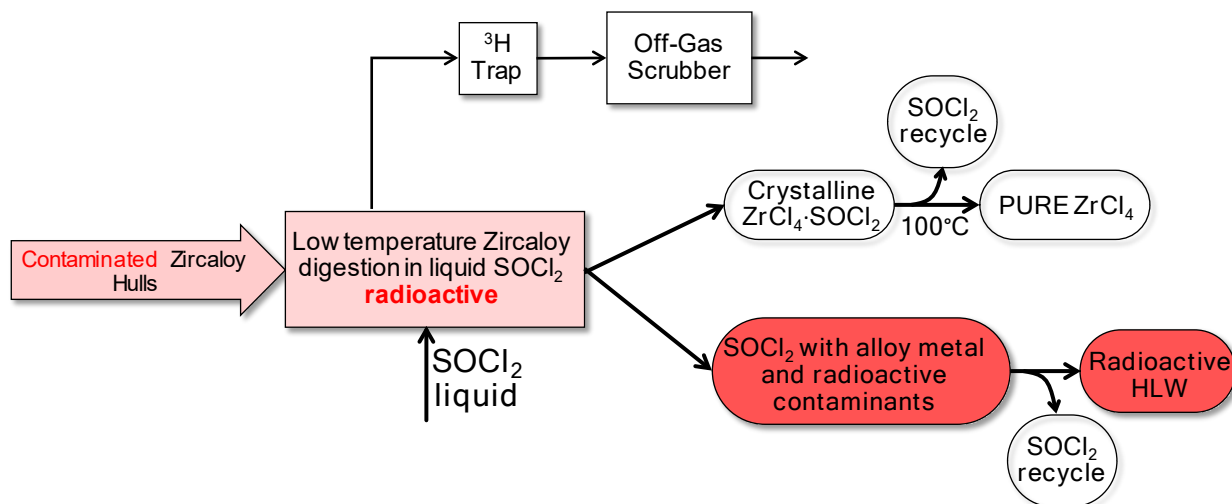 ³H
Trap
Off-Gas
Scrubber
SOCl₂
recycle
Crystalline
ZrCl₄·SOCl₂
100°C
PURE ZrCl₄
Contaminated Zircaloy
Hulls
Low temperature Zircaloy
digestion in liquid SOCl₂
radioactive
SOCl₂
liquid
SOCl₂ with alloy metal
and radioactive
contaminants
Radioactive
HLW
SOCl₂
recycle